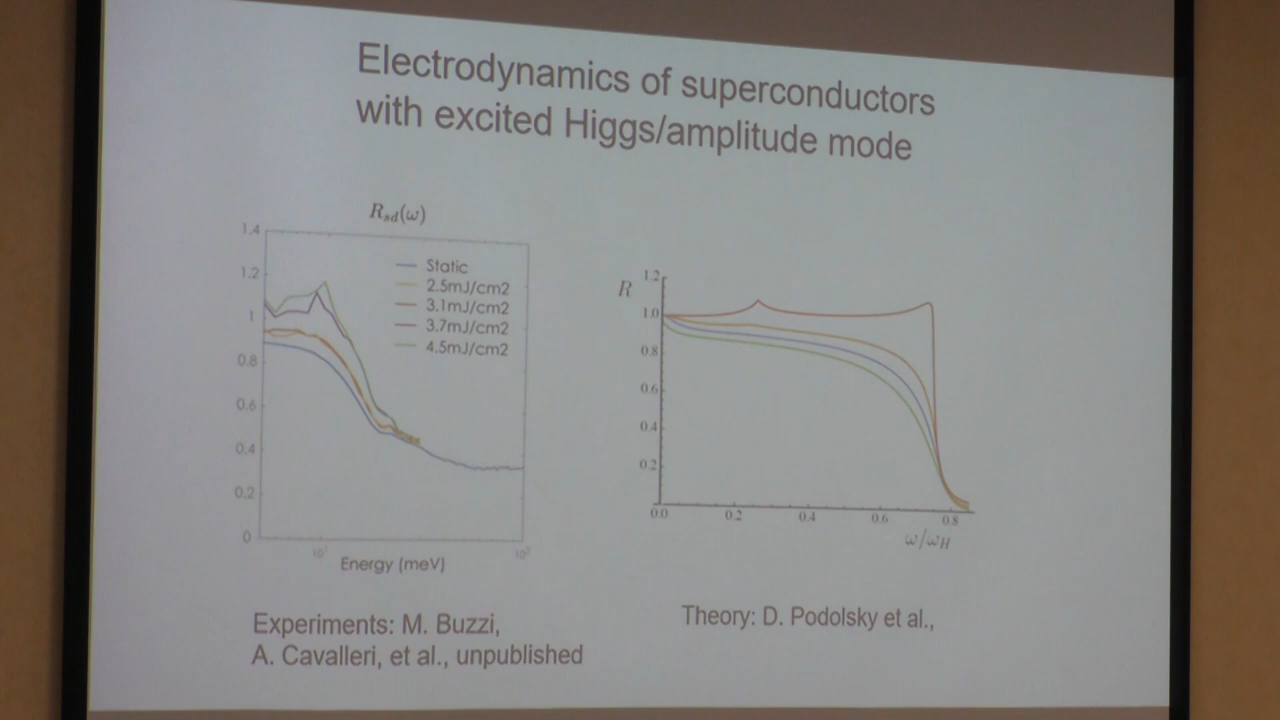 Electrodynamics of superconductors
with excited Higgs/amplitude mode
R_sd(ω)
1.4
1.2
1
0.8
0.6
0.4
0.2
0
Static
2.5mJ/cm2
3.1mJ/cm2
3.7mJ/cm2
4.5mJ/cm2
Energy (meV)
R
1.2
1.0
0.8
0.6
0.4
0.2
0.0 0.2 0.4 0.6 0.8
ω/ω_H
Experiments: M. Buzzi,
A. Cavalleri, et al., unpublished
Theory: D. Podolsky et al.,